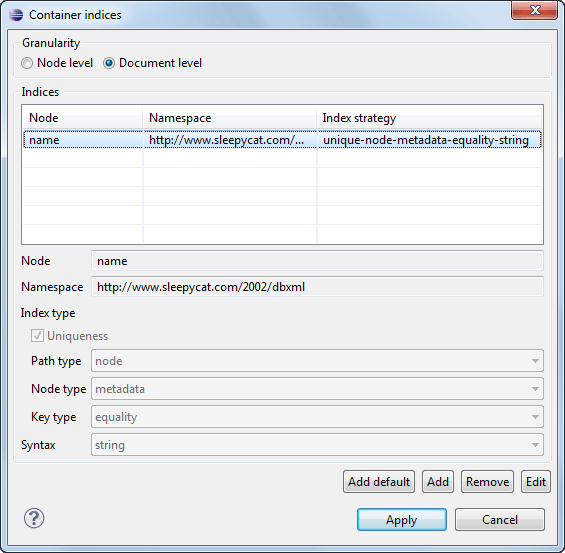 Container indices
Granularity
Node level Document level
Indices
Node Namespace Index strategy
name http://www.sleepycat.com/... unique-node-metadata-equality-string
Node name
Namespace http://www.sleepycat.com/2002/dbxml
Index type
Uniqueness
Path type node
Node type metadata
Key type equality
Syntax string
Add default Add Remove Edit
? Apply Cancel